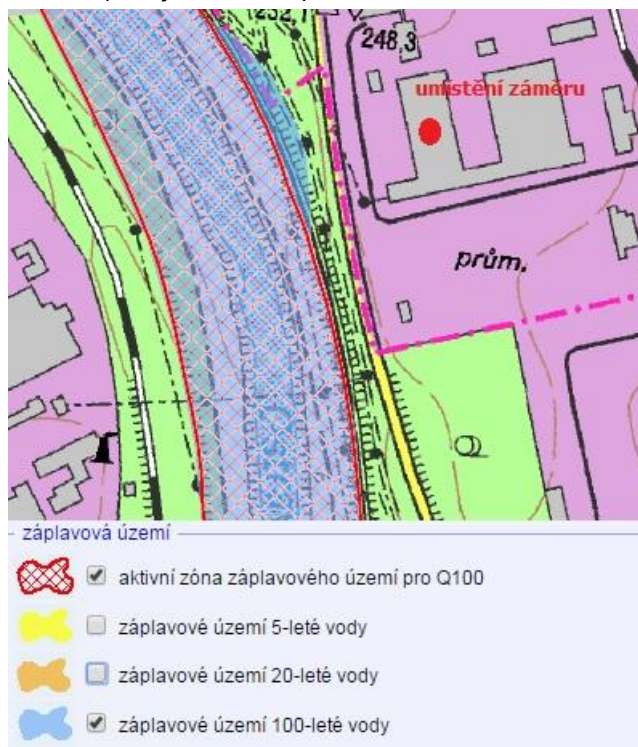 248,3
umístění záměru
prům.
záplavová území
aktivní zóna záplavového území pro Q100
záplavové území 5-leté vody
záplavové území 20-leté vody
záplavové území 100-leté vody